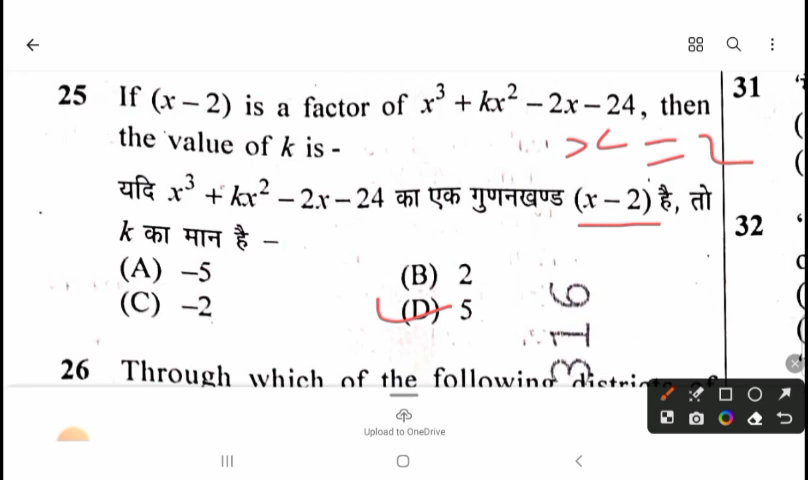 25 If (x – 2) is a factor of x³ + kx² – 2x – 24, then
the value of k is -
x = 2
यदि x³ + kx² – 2x – 24 का एक गुणनखण्ड (x – 2) है, तो
k का मान है –
(A) –5 (B) 2
(C) –2 (D) 5
316
26 Through which of the following districts of
31
(
(
32
Upload to OneDrive